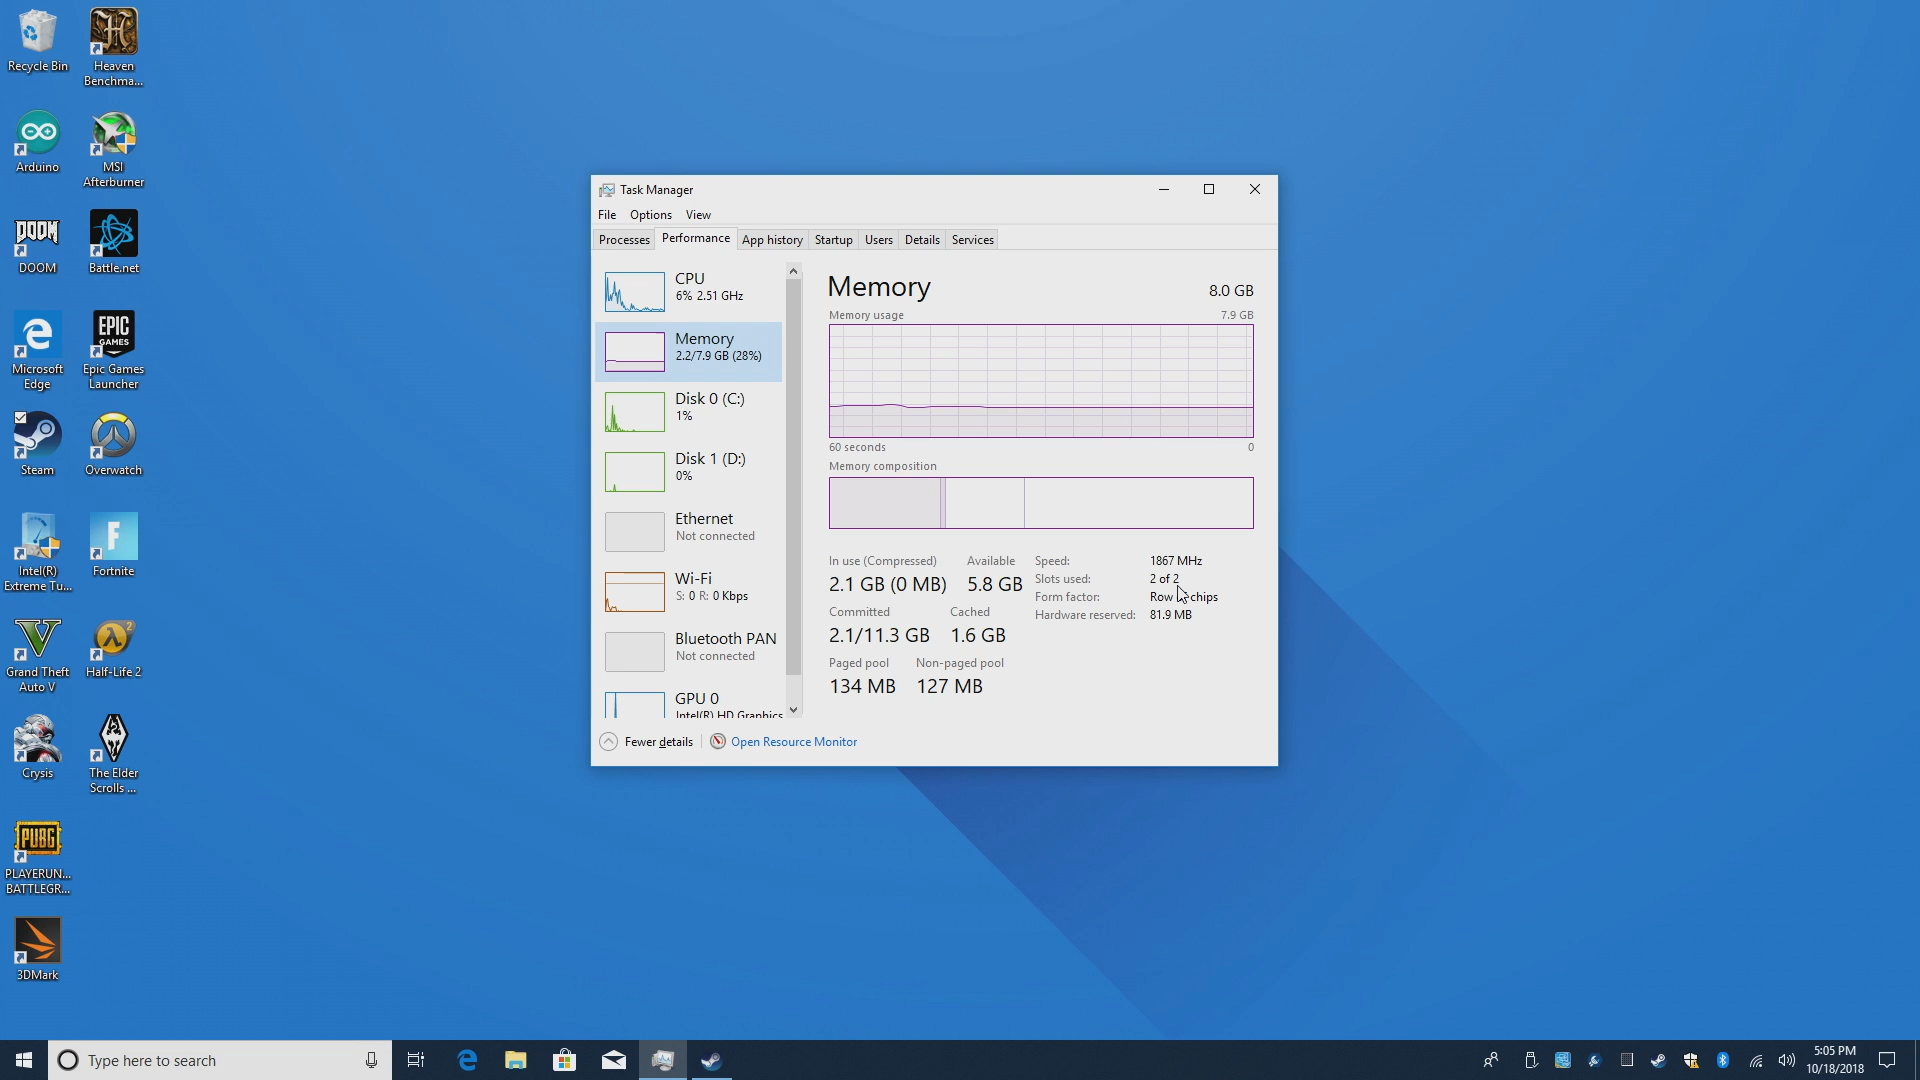 Recycle Bin
Heaven
Benchma...
Arduino
MSI
Afterburner
DOOM
DOOM
Battle.net
Microsoft
Edge
EPIC
GAMES
Epic Games
Launcher
Steam
Overwatch
Intel(R)
Extreme Tu...
F
Fortnite
V
Grand Theft
Auto V
2
Half-Life 2
Crysis
The Elder
Scrolls ...
PUBG
PLAYERUN...
BATTLEGR...
3DMark
Task Manager
File Options View
Processes Performance App history Startup Users Details Services
CPU
6% 2.51 GHz
Memory
2.2/7.9 GB (28%)
Disk 0 (C:)
1%
Disk 1 (D:)
0%
Ethernet
Not connected
Wi-Fi
S: 0 R: 0 Kbps
Bluetooth PAN
Not connected
GPU 0
Intel(R) HD Graphics
Memory 8.0 GB
Memory usage 7.9 GB
60 seconds 0
Memory composition
In use (Compressed) Available
2.1 GB (0 MB) 5.8 GB
Committed Cached
2.1/11.3 GB 1.6 GB
Paged pool Non-paged pool
134 MB 127 MB
Speed: 1867 MHz
Slots used: 2 of 2
Form factor: Row chips
Hardware reserved: 81.9 MB
Fewer details Open Resource Monitor
Type here to search
5:05 PM
10/18/2018